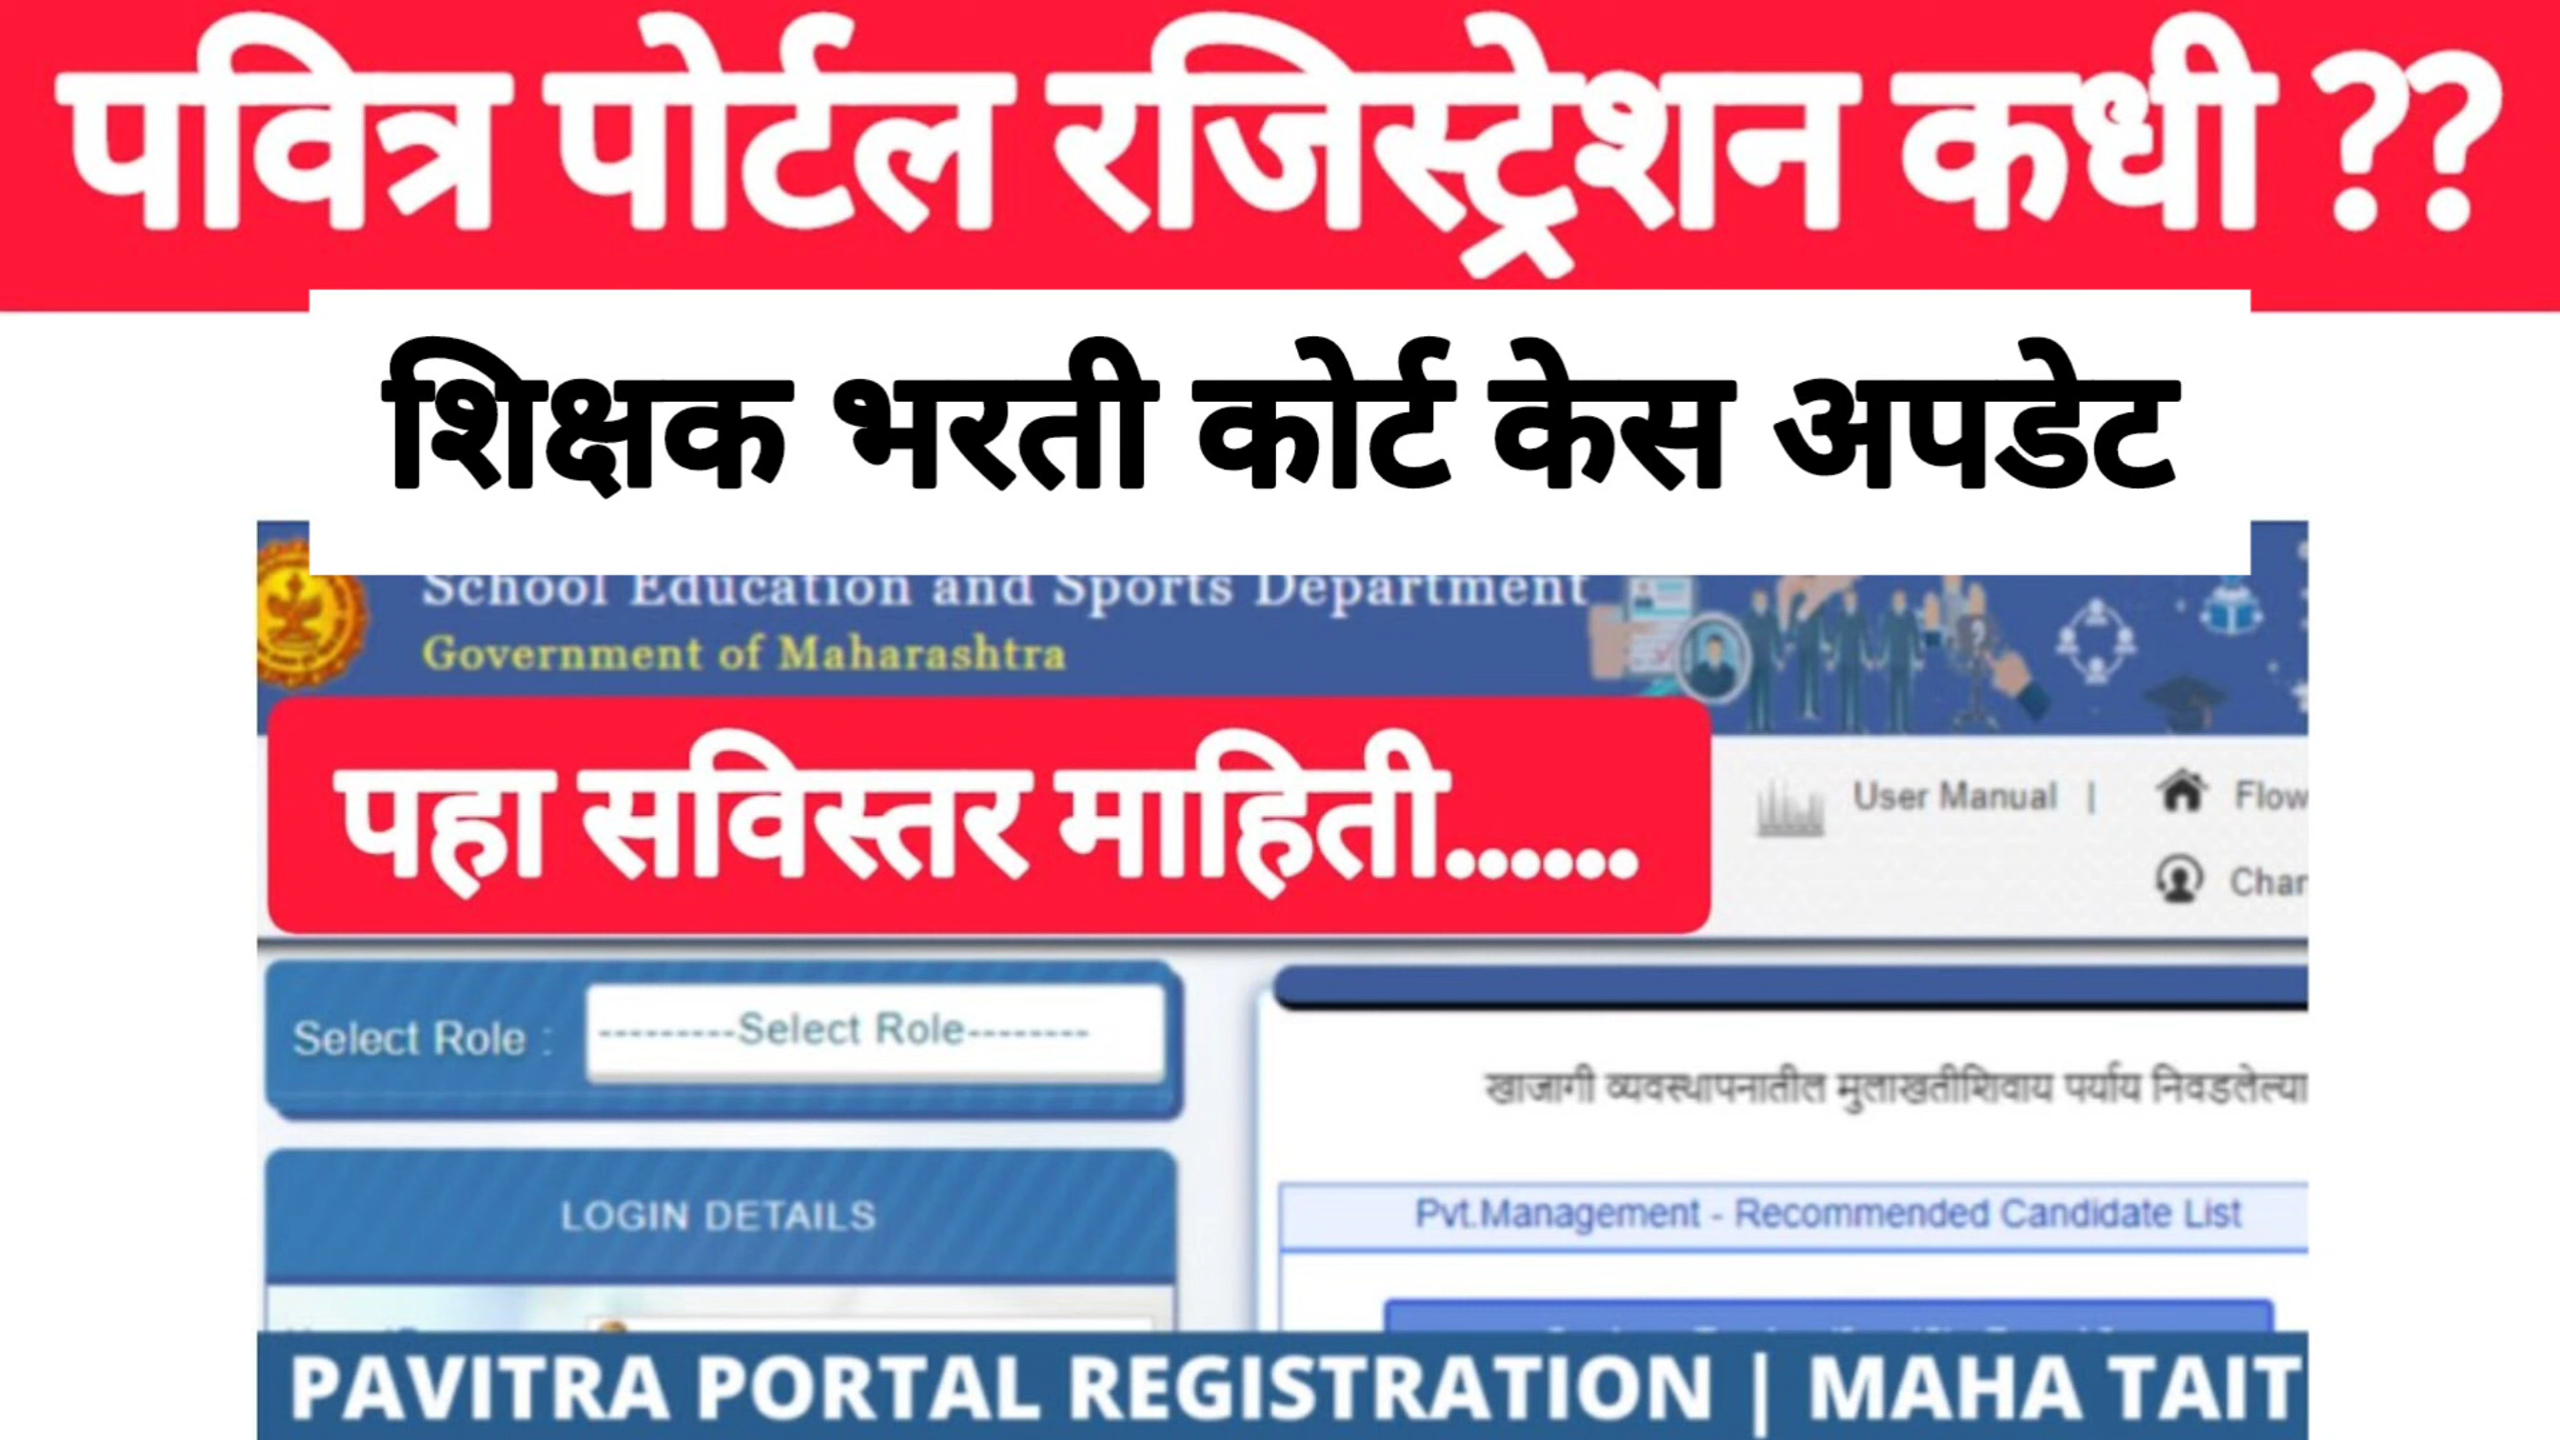 पवित्र पोर्टल रजिस्ट्रेशन कधी ??
शिक्षक भरती कोर्ट केस अपडेट
School Education and Sports Department
Government of Maharashtra
पहा सविस्तर माहिती......
User Manual |
Flow
Char
Select Role : ---------Select Role--------
खाजागी व्यवस्थापनातील मुलाखतीशिवाय पर्याय निवडलेल्या
LOGIN DETAILS
Pvt.Management - Recommended Candidate List
PAVITRA PORTAL REGISTRATION | MAHA TAIT